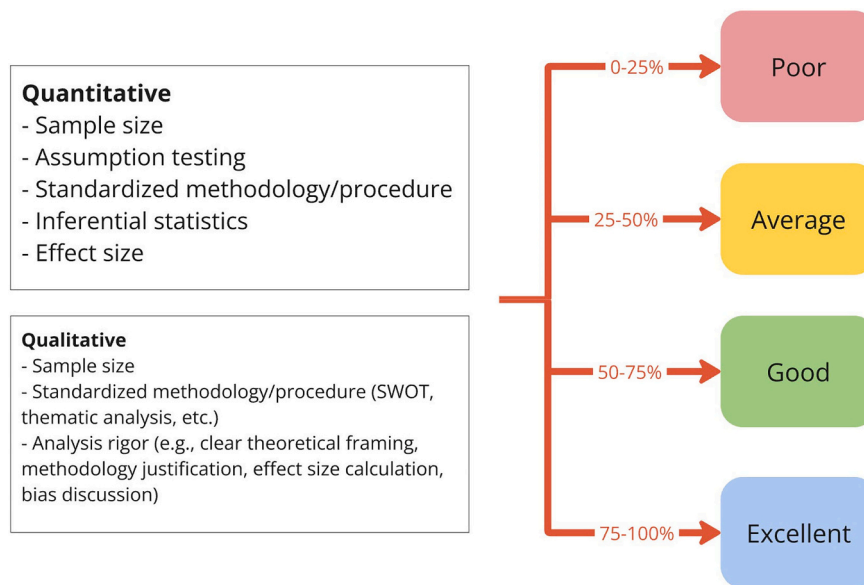 Quantitative
- Sample size
- Assumption testing
- Standardized methodology/procedure
- Inferential statistics
- Effect size
Qualitative
- Sample size
- Standardized methodology/procedure (SWOT,
thematic analysis, etc.)
- Analysis rigor (e.g., clear theoretical framing,
methodology justification, effect size calculation,
bias discussion)
0-25%
Poor
25-50%
Average
50-75%
Good
75-100%
Excellent